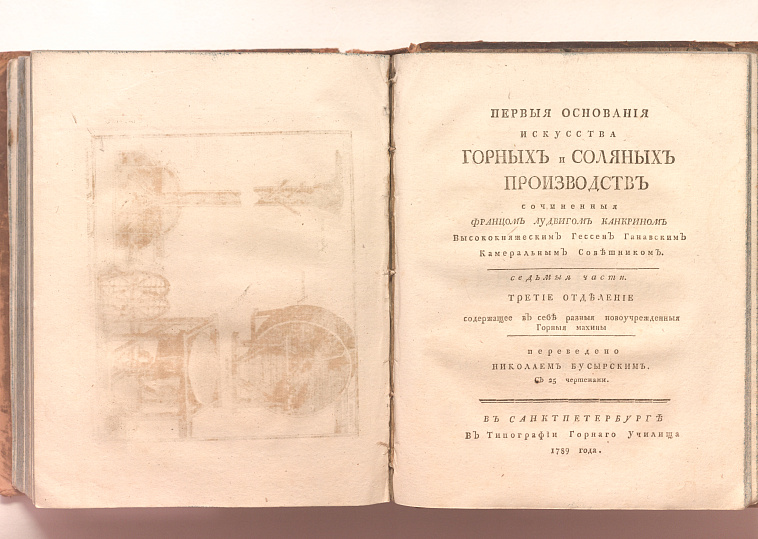 ПЕРВЫЯ ОСНОВАНІЯ
ИСКУССТВА
ГОРНЫХЪ и СОЛЯНЫХЪ
ПРОИЗВОДСТВЪ
сочиненныя
ФРАНЦОМЪ ЛУДВИГОМЪ КАНКРИНОМЪ
Высококняжескимъ Гессенъ Ганавскимъ
Камеральнымъ Совѣтникомъ.
седьмыя части
ТРЕТІЕ ОТДѢЛЕНІЕ
содержащее въ себѣ разныя новоучрежденныя
Горныя махины
переведено
НИКОЛАЕМЪ БУСЫРСКИМЪ.
Съ 25 чертежами.
ВЪ САНКТПЕТЕРБУРГѢ
Въ Типографіи Горнаго Училища
1789 года.